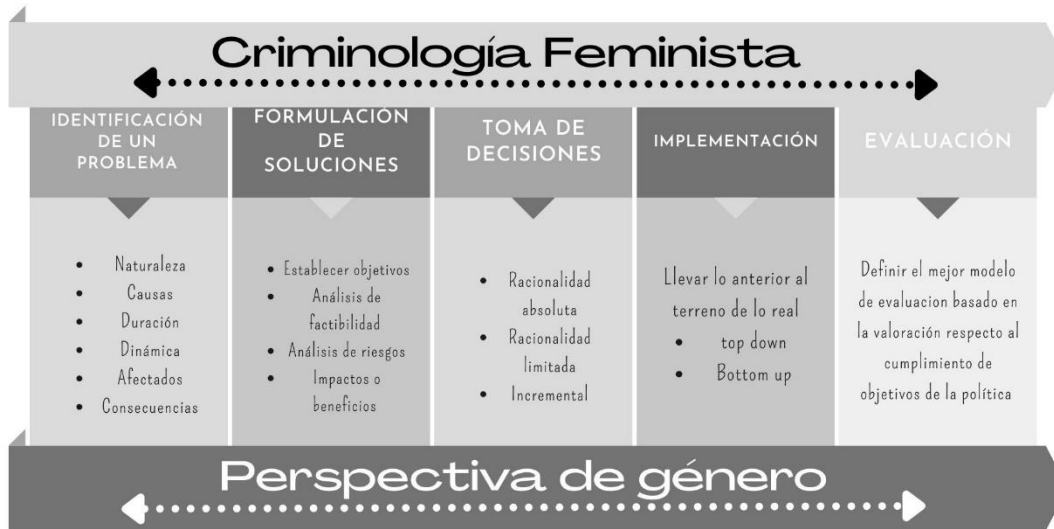 Criminología Feminista
IDENTIFICACIÓN
DE UN
PROBLEMA
• Naturaleza
• Causas
• Duración
• Dinámica
• Afectados
• Consecuencias
FORMULACIÓN
DE
SOLUCIONES
• Establecer objetivos
• Análisis de
factibilidad
• Análisis de riesgos
• Impactos o
beneficios
TOMA DE
DECISIONES
• Racionalidad
absoluta
• Racionalidad
limitada
• Incremental
IMPLEMENTACIÓN
Llevar lo anterior al
terreno de lo real
• top down
• Bottom up
EVALUACIÓN
Definir el mejor modelo
de evaluacion basado en
la valoración respecto al
cumplimiento de
objetivos de la política
Perspectiva de género